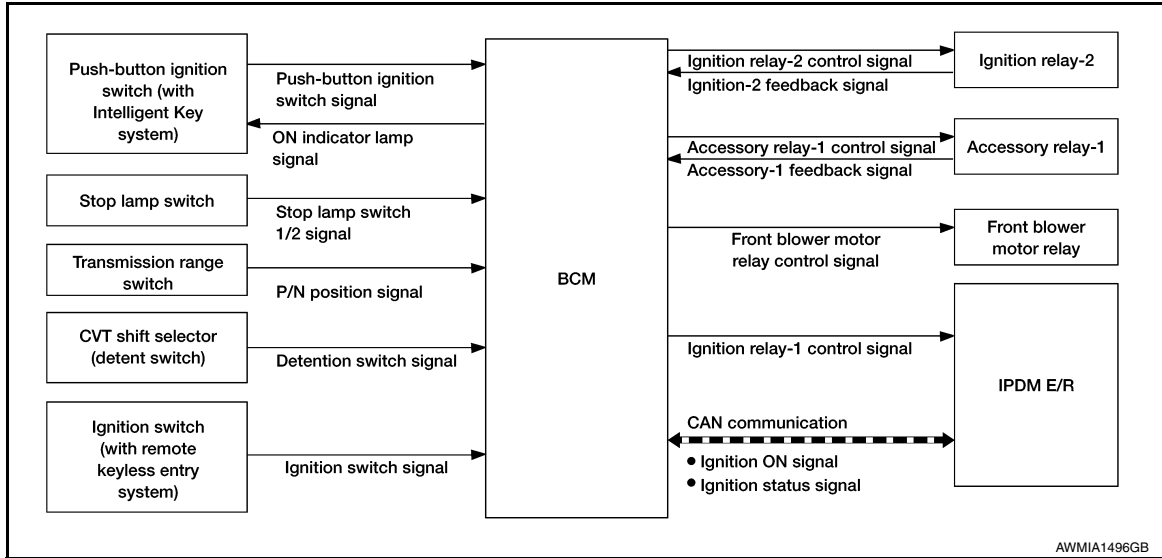 Push-button ignition
switch (with
Intelligent Key
system)
Push-button ignition
switch signal
ON indicator lamp
signal
Stop lamp switch
Stop lamp switch
1/2 signal
Transmission range
switch
P/N position signal
CVT shift selector
(detent switch)
Detention switch signal
Ignition switch
(with remote
keyless entry
system)
Ignition switch signal
BCM
Ignition relay-2 control signal
Ignition-2 feedback signal
Ignition relay-2
Accessory relay-1 control signal
Accessory-1 feedback signal
Accessory relay-1
Front blower motor
relay control signal
Front blower
motor relay
Ignition relay-1 control signal
IPDM E/R
CAN communication
● Ignition ON signal
● Ignition status signal
AWMIA1496GB